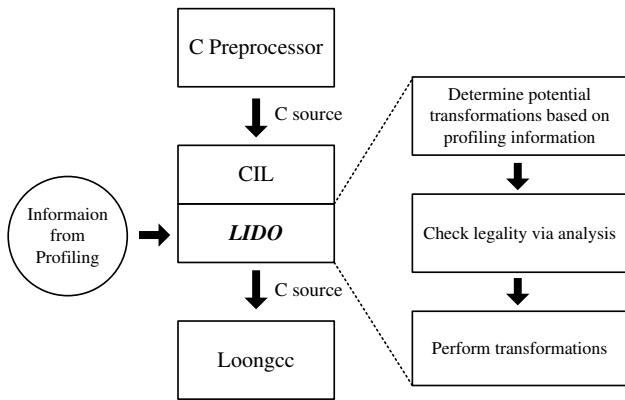 C Preprocessor
C source
CIL
LIDO
Informaion
from
Profiling
C source
Loongcc
Determine potential
transformations based on
profiling information
Check legality via analysis
Perform transformations